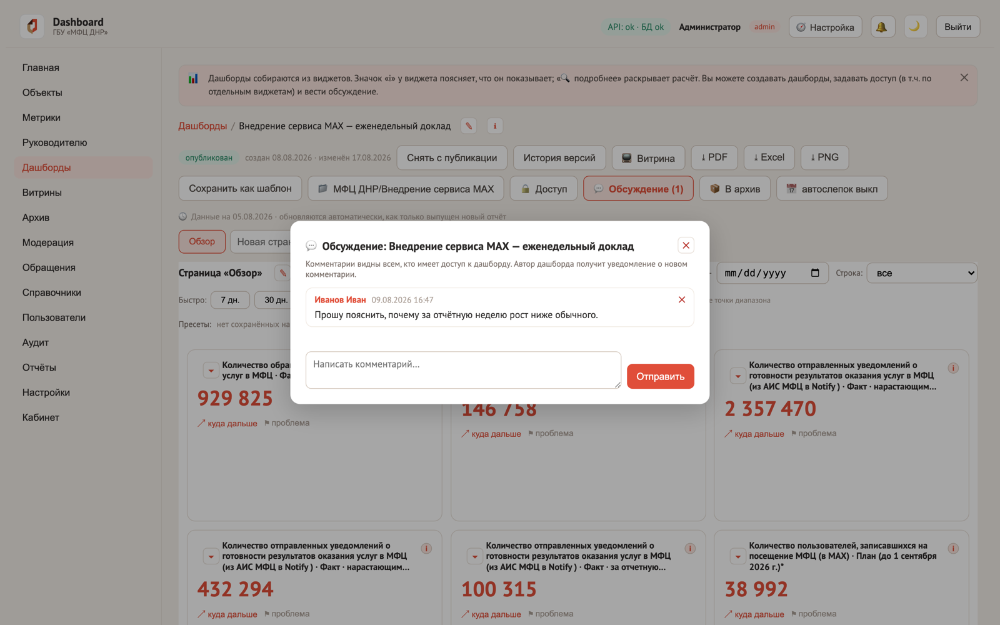 Dashboard
ГБУ «МФЦ ДНР»
API: ok · БД ok
Администратор
admin
Настройка
Выйти
Главная
Объекты
Метрики
Руководителю
Дашборды
Витрины
Архив
Модерация
Обращения
Справочники
Пользователи
Аудит
Отчёты
Настройки
Кабинет
Дашборды собираются из виджетов. Значок «i» у виджета поясняет, что он показывает; «🔍 подробнее» раскрывает расчёт. Вы можете создавать дашборды, задавать доступ (в т.ч. по
отдельным виджетам) и вести обсуждение.
Дашборды / Внедрение сервиса MAX — еженедельный доклад
опубликован
создан 08.08.2026 · изменён 17.08.2026
Снять с публикации
История версий
Витрина
↓ PDF
↓ Excel
↓ PNG
Сохранить как шаблон
МФЦ ДНР/Внедрение сервиса MAX
Доступ
Обсуждение (1)
В архив
автослепок выкл
Данные на 05.08.2026 · обновляются автоматически, как только выпущен новый отчёт
Обзор
Новая стра
Страница «Обзор»
mm/dd/yyyy
Строка:
все
Быстро:
7 дн.
30 дн.
е точки диапазона
Пресеты: нет сохранённых на
Обсуждение: Внедрение сервиса MAX — еженедельный доклад
Комментарии видны всем, кто имеет доступ к дашборду. Автор дашборда получит уведомление о новом
комментарии.
Иванов Иван 09.08.2026 16:47
Прошу пояснить, почему за отчётную неделю рост ниже обычного.
Написать комментарий...
Отправить
Количество обра
услуг в МФЦ · Фа
929 825
куда дальше
проблема
146 758
куда дальше
проблема
Количество отправленных уведомлений о
готовности результатов оказания услуг в МФЦ
(из АИС МФЦ в Notify ) · Факт · нарастающим...
2 357 470
куда дальше
проблема
Количество отправленных уведомлений о
готовности результатов оказания услуг в МФЦ
(из АИС МФЦ в Notify ) · Факт · нарастающим...
432 294
куда дальше
проблема
Количество отправленных уведомлений о
готовности результатов оказания услуг в МФЦ
(из АИС МФЦ в Notify ) · Факт · за отчетную...
100 315
куда дальше
проблема
Количество пользователей, записавшихся на
посещение МФЦ (в MAX) · План (до 1 сентября
2026 г.)*
38 992
куда дальше
проблема